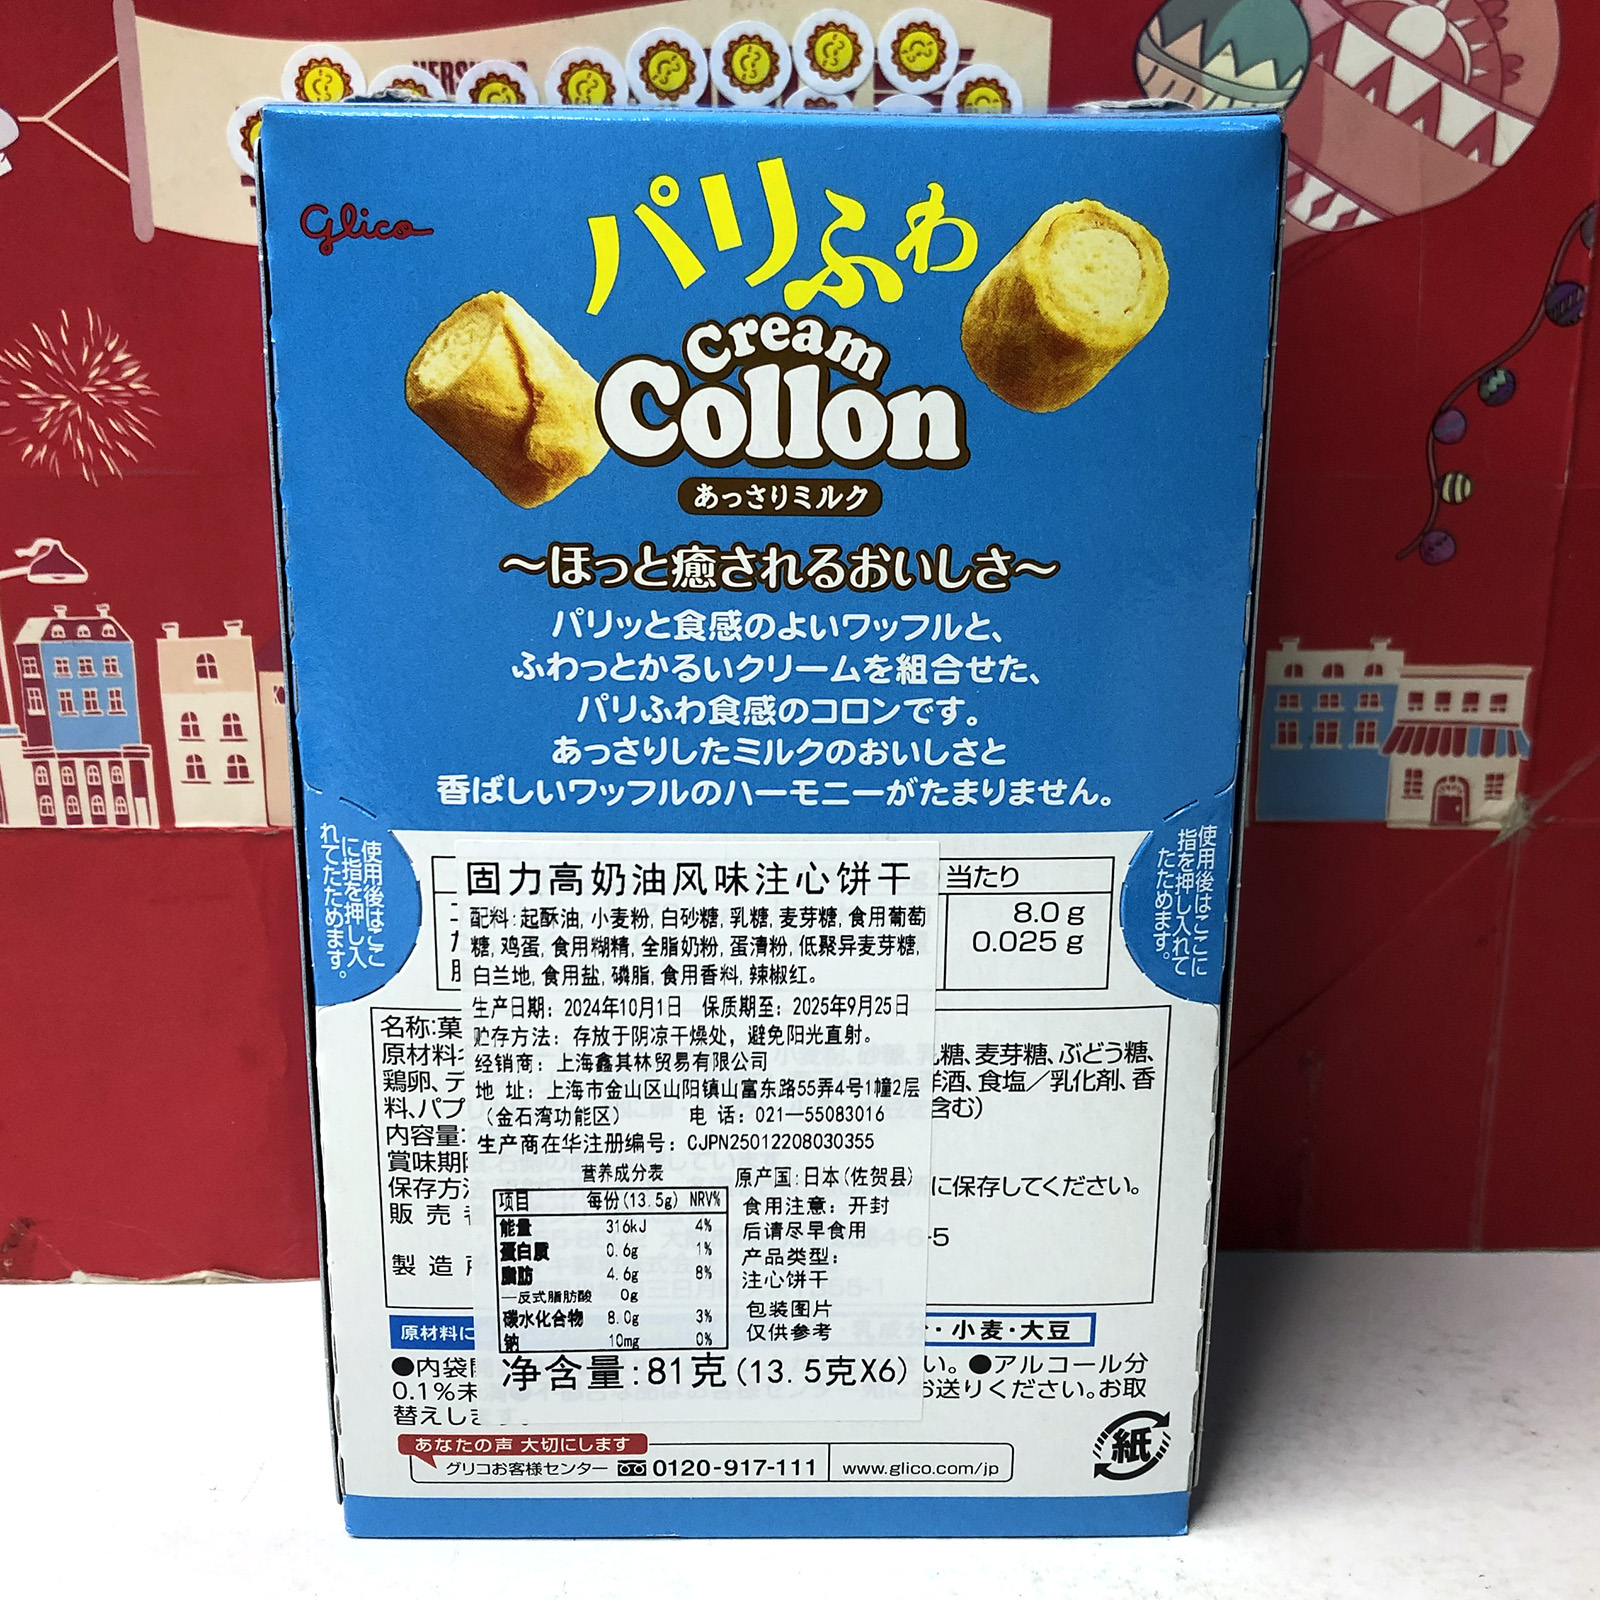 Glico
パリふわ
Cream
Collon
あっさりミルク
〜ほっと癒されるおいしさ〜
パリッと食感のよいワッフルと、
ふわっとかるいクリームを組合せた、
パリふわ食感のコロンです。
あっさりしたミルクのおいしさと
香ばしいワッフルのハーモニーがたまりません。
使用後はここ
に指を押し入
れてたたみます。
使用後はここに
指を押し入れて
たたみます。
当たり
8.0g
0.025g
固力高奶油风味注心饼干
配料:起酥油,小麦粉,白砂糖,乳糖,麦芽糖,食用葡萄
糖,鸡蛋,食用糊精,全脂奶粉,蛋清粉,低聚异麦芽糖,
白兰地,食用盐,磷脂,食用香料,辣椒红。
生产日期：2024年10月1日 保质期至：2025年9月25日
贮存方法：存放于阴凉干燥处，避免阳光直射。
经销商：上海鑫其林贸易有限公司
地 址：上海市金山区山阳镇山富东路55弄4号1幢2层
（金石湾功能区） 电 话：021—55083016
生产商在华注册编号：CJPN25012208030355
营养成分表
项目 每份(13.5g) NRV%
能量 316kJ 4%
蛋白质 0.6g 1%
脂肪 4.6g 8%
—反式脂肪酸 0g
碳水化合物 8.0g 3%
钠 10mg 0%
原产国:日本(佐贺县)
食用注意：开封
后请尽早食用
产品类型：
注心饼干
包装图片
仅供参考
净含量:81克(13.5克X6)
名称:菓
原材料
糖、麦芽糖、ぶどう糖、
鶏卵、デ
洋酒、食塩／乳化剤、香
料、パプ
含む)
内容量:
賞味期
保存方
に保存してください。
販売
-5
製造
原材料に
・小麦・大豆
●内袋
い。●アルコール分
0.1%未
お送りください。お取
替えします。
あなたの声 大切にします
グリコお客様センター 0120-917-111 www.glico.com/jp
紙